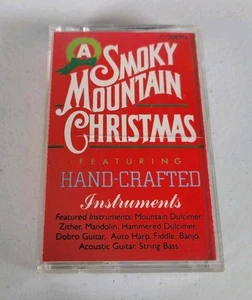 A
SMOKY
MOUNTAIN
CHRISTMAS
FEATURING
HAND-CRAFTED
Instruments
Featured Instruments: Mountain Dulcimer
Zither, Mandolin, Hammered Dulcimer
Dobro Guitar, Auto Harp, Fiddle, Banjo,
Acoustic Guitar, String Bass